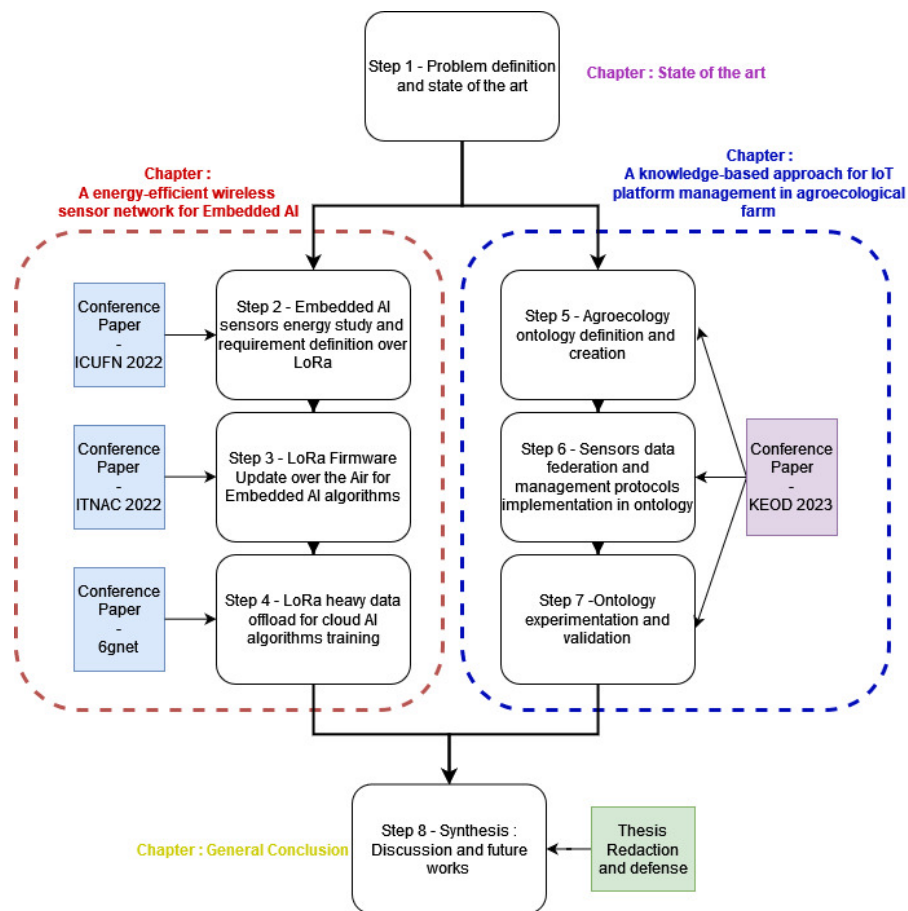 Step 1 - Problem definition
and state of the art
Chapter : State of the art
Chapter :
A energy-efficient wireless
sensor network for Embedded AI
Chapter :
A knowledge-based approach for IoT
platform management in agroecological
farm
Conference
Paper
-
ICUFN 2022
Step 2 - Embedded AI
sensors energy study and
requirement definition over
LoRa
Step 5 - Agroecology
ontology definition and
creation
Conference
Paper
-
ITNAC 2022
Step 3 - LoRa Firmware
Update over the Air for
Embedded AI algorithms
Step 6 - Sensors data
federation and
management protocols
implementation in ontology
Conference
Paper
-
KEOD 2023
Conference
Paper
-
6gnet
Step 4 - LoRa heavy data
offload for cloud AI
algorithms training
Step 7 -Ontology
experimentation and
validation
Chapter : General Conclusion
Step 8 - Synthesis :
Discussion and future
works
Thesis
Redaction
and defense